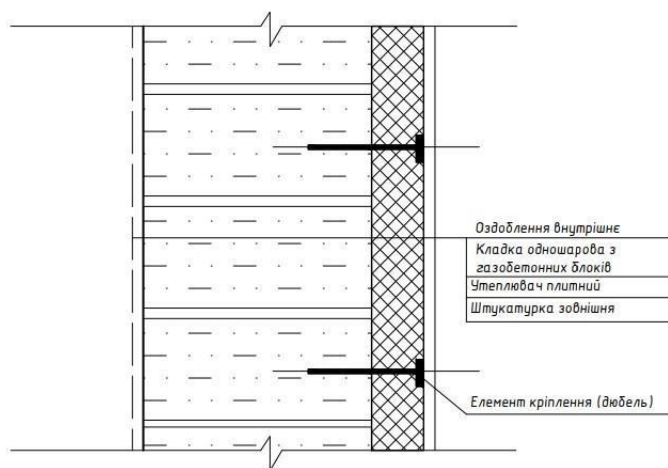 Оздоблення внутрішнє
Кладка одношарова з
газобетонних блоків
Утеплювач плитний
Штукатурка зовнішня
Елемент кріплення (дюбель)